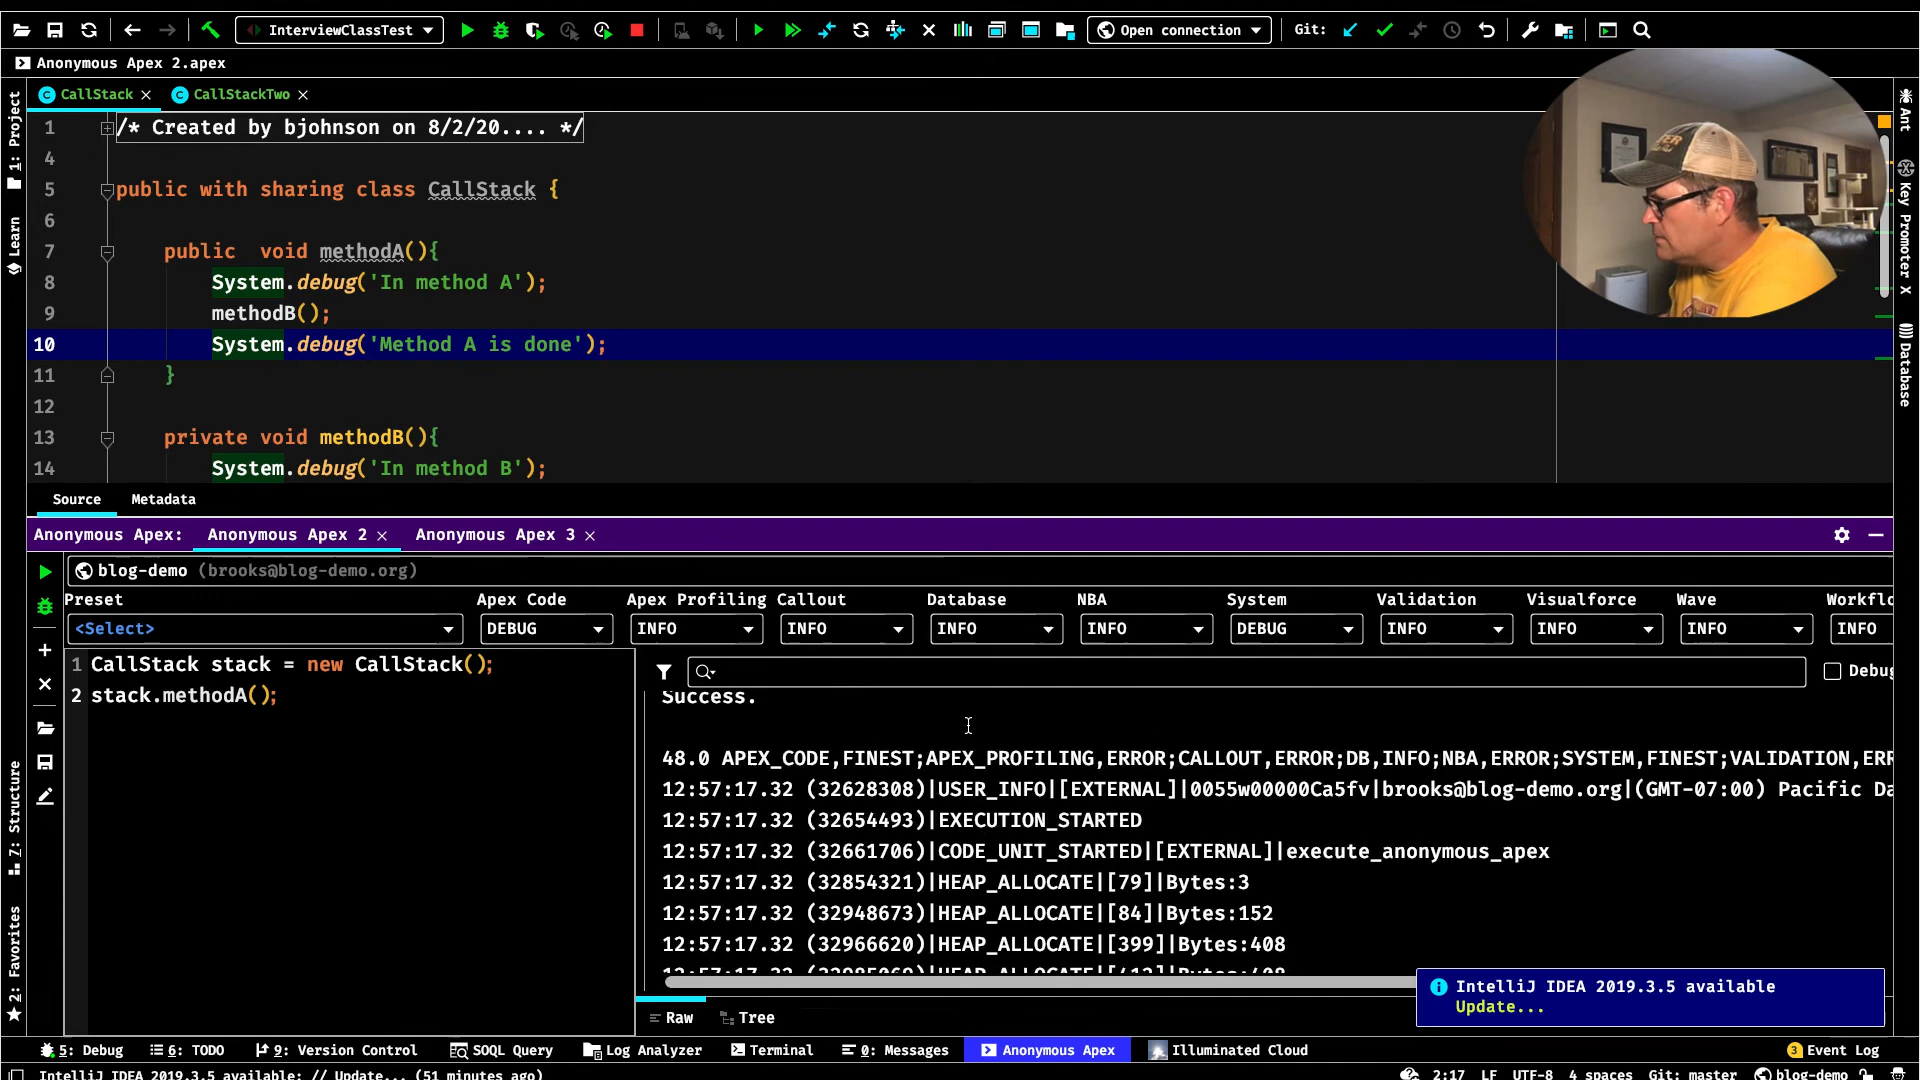 InterviewClassTest
Open connection
Git:
Anonymous Apex 2.apex
CallStack
CallStackTwo
1 /* Created by bjohnson on 8/2/20.... */
4
5 public with sharing class CallStack {
6
7 public  void methodA(){
8 System.debug('In method A');
9 methodB();
10 System.debug('Method A is done');
11 }
12
13 private void methodB(){
14 System.debug('In method B');
Source Metadata
Anonymous Apex: Anonymous Apex 2 Anonymous Apex 3
blog-demo (brooks@blog-demo.org)
Preset Apex Code Apex Profiling Callout Database NBA System Validation Visualforce Wave Workflo
<Select> DEBUG INFO INFO INFO INFO DEBUG INFO INFO INFO INFO
1 CallStack stack = new CallStack();
2 stack.methodA();
Debug
Success.
48.0 APEX_CODE,FINEST;APEX_PROFILING,ERROR;CALLOUT,ERROR;DB,INFO;NBA,ERROR;SYSTEM,FINEST;VALIDATION,ERR
12:57:17.32 (32628308)|USER_INFO|[EXTERNAL]|0055w00000Ca5fv|brooks@blog-demo.org|(GMT-07:00) Pacific Da
12:57:17.32 (32654493)|EXECUTION_STARTED
12:57:17.32 (32661706)|CODE_UNIT_STARTED|[EXTERNAL]|execute_anonymous_apex
12:57:17.32 (32854321)|HEAP_ALLOCATE|[79]|Bytes:3
12:57:17.32 (32948673)|HEAP_ALLOCATE|[84]|Bytes:152
12:57:17.32 (32966620)|HEAP_ALLOCATE|[399]|Bytes:408
IntelliJ IDEA 2019.3.5 available
Update...
Raw Tree
5: Debug 6: TODO 9: Version Control SOQL Query Log Analyzer Terminal 0: Messages Anonymous Apex Illuminated Cloud 3 Event Log
IntelliJ IDEA 2019.3.5 available: // Update... (51 minutes ago) 2:17 LF UTF-8 4 spaces Git: master blog-demo
1: Project
Learn
7: Structure
2: Favorites
Ant
Key Promoter X
Database